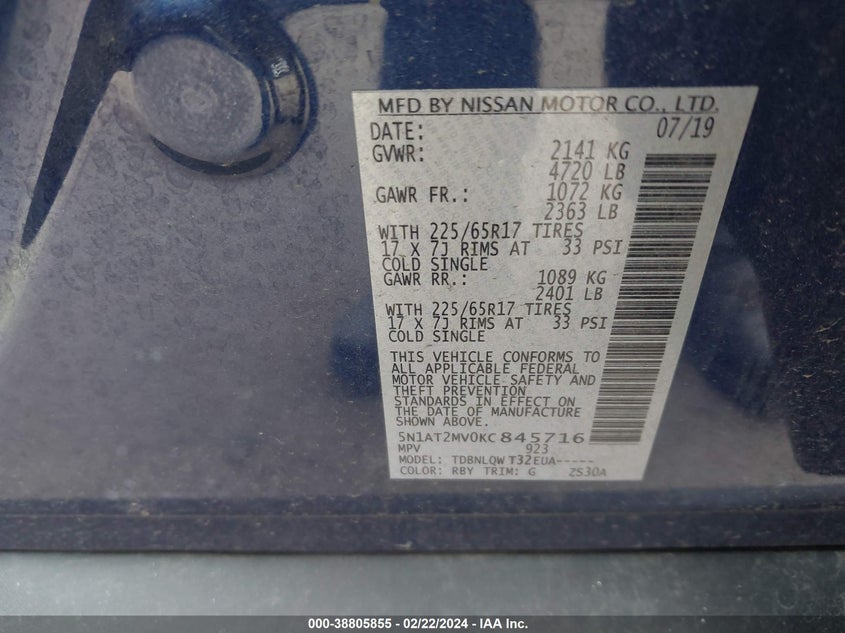 MFD BY NISSAN MOTOR CO., LTD.
DATE: 07/19
GVWR: 2141 KG
4720 LB
GAWR FR.: 1072 KG
2363 LB
WITH 225/65R17 TIRES
17 X 7J RIMS AT 33 PSI
COLD SINGLE
GAWR RR.: 1089 KG
2401 LB
WITH 225/65R17 TIRES
17 X 7J RIMS AT 33 PSI
COLD SINGLE
THIS VEHICLE CONFORMS TO
ALL APPLICABLE FEDERAL
MOTOR VEHICLE SAFETY AND
THEFT PREVENTION
STANDARDS IN EFFECT ON
THE DATE OF MANUFACTURE
5N1AT2MV0KC845716
MPV 923
MODEL: TDBNLQW T32EUA-----
COLOR: RBY TRIM: G ZS30A
000-38805855 — 02/22/2024 — IAA Inc.